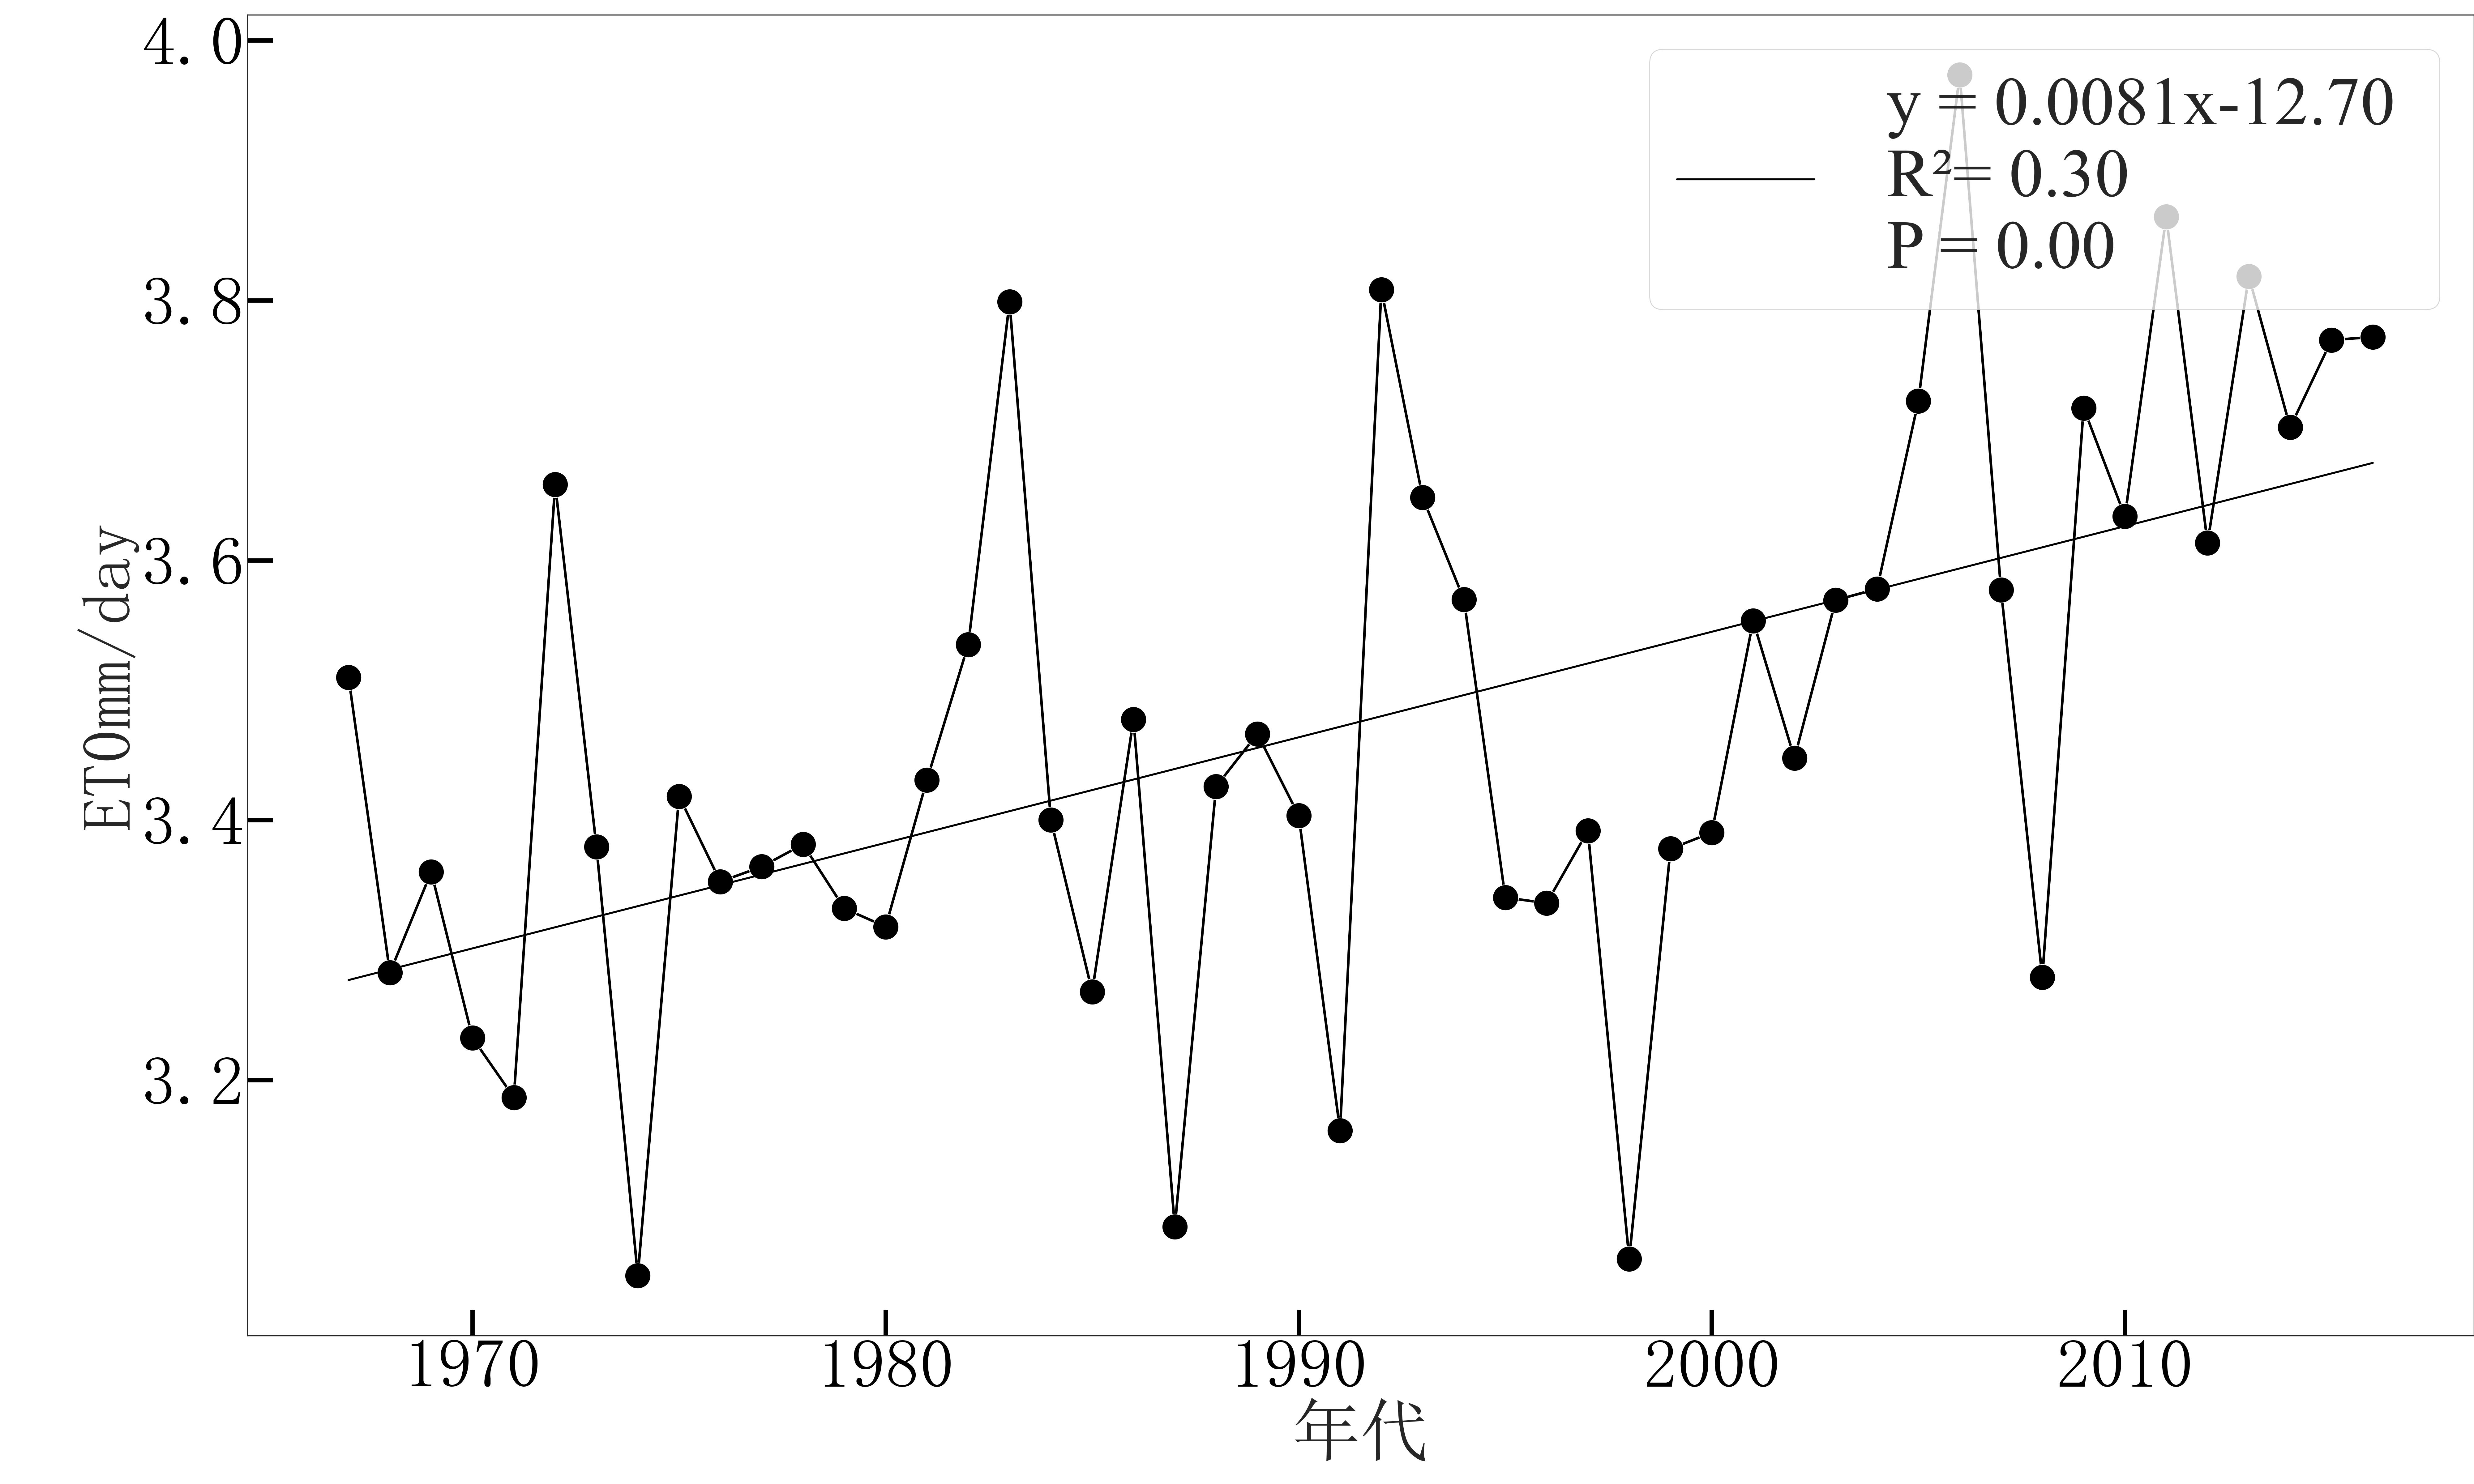 4.0
3.8
3.6
3.4
3.2
ET0mm/day
y = 0.0081x-12.70
R²= 0.30
P = 0.00
1970 1980 1990 2000 2010
年代